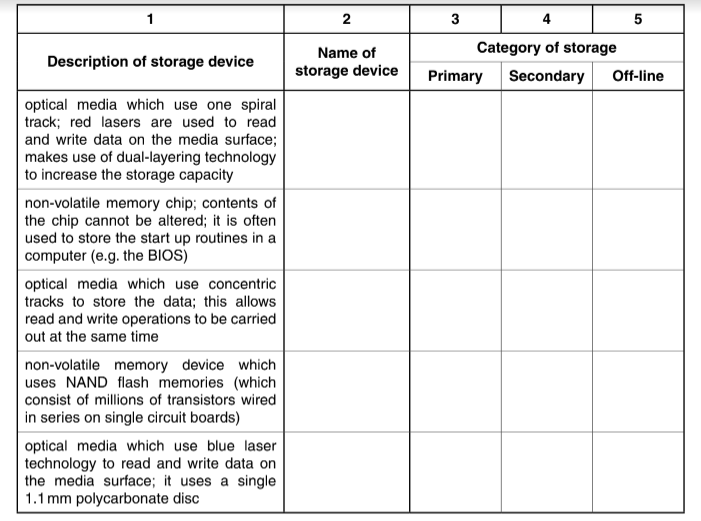 1 2 3 4 5
Description of storage device
Name of
storage device
Category of storage
Primary Secondary Off-line
optical media which use one spiral
track; red lasers are used to read
and write data on the media surface;
makes use of dual-layering technology
to increase the storage capacity
non-volatile memory chip; contents of
the chip cannot be altered; it is often
used to store the start up routines in a
computer (e.g. the BIOS)
optical media which use concentric
tracks to store the data; this allows
read and write operations to be carried
out at the same time
non-volatile memory device which
uses NAND flash memories (which
consist of millions of transistors wired
in series on single circuit boards)
optical media which use blue laser
technology to read and write data on
the media surface; it uses a single
1.1 mm polycarbonate disc